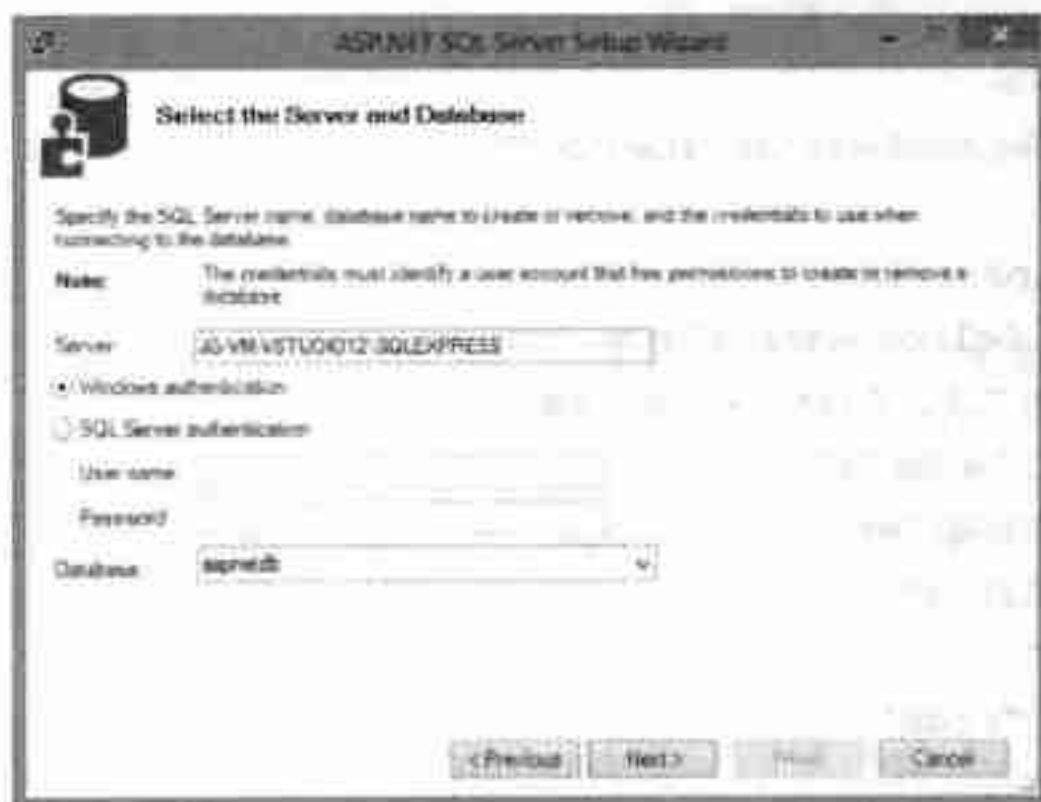 ASP.NET SQL Server Setup Wizard
Select the Server and Database
Specify the SQL Server name, database name to create or remove, and the credentials to use when
connecting to the database.
Note: The credentials must identify a user account that has permissions to create or remove a
database
Server
Windows authentication
SQL Server authentication
User name
Password
Database
aspnetdb
< Previous
Next >
Finish
Cancel